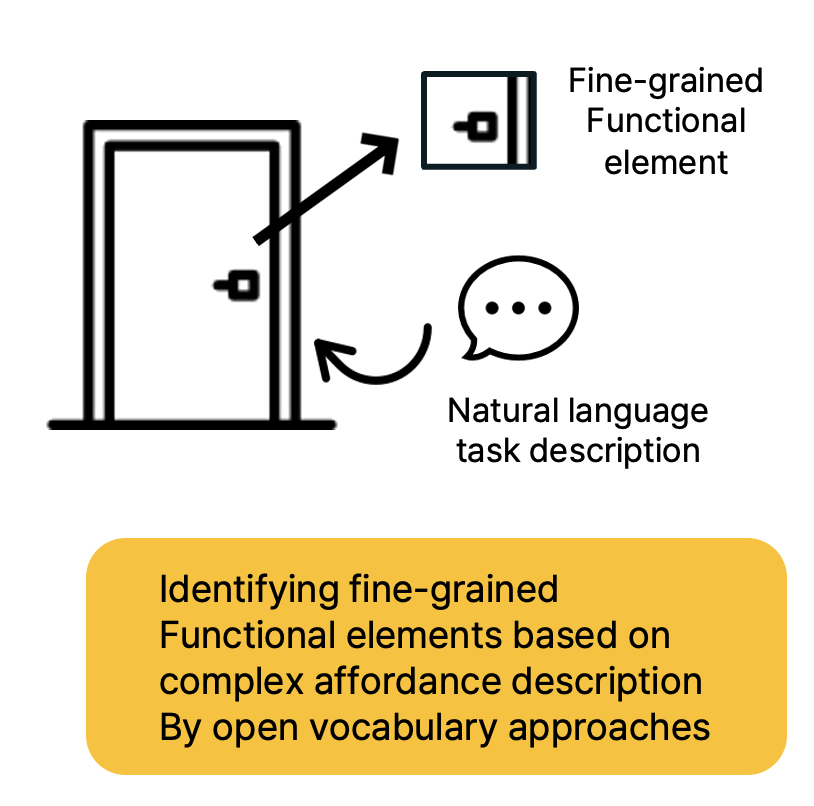 Fine-grained
Functional
element
Natural language
task description
Identifying fine-grained
Functional elements based on
complex affordance description
By open vocabulary approaches